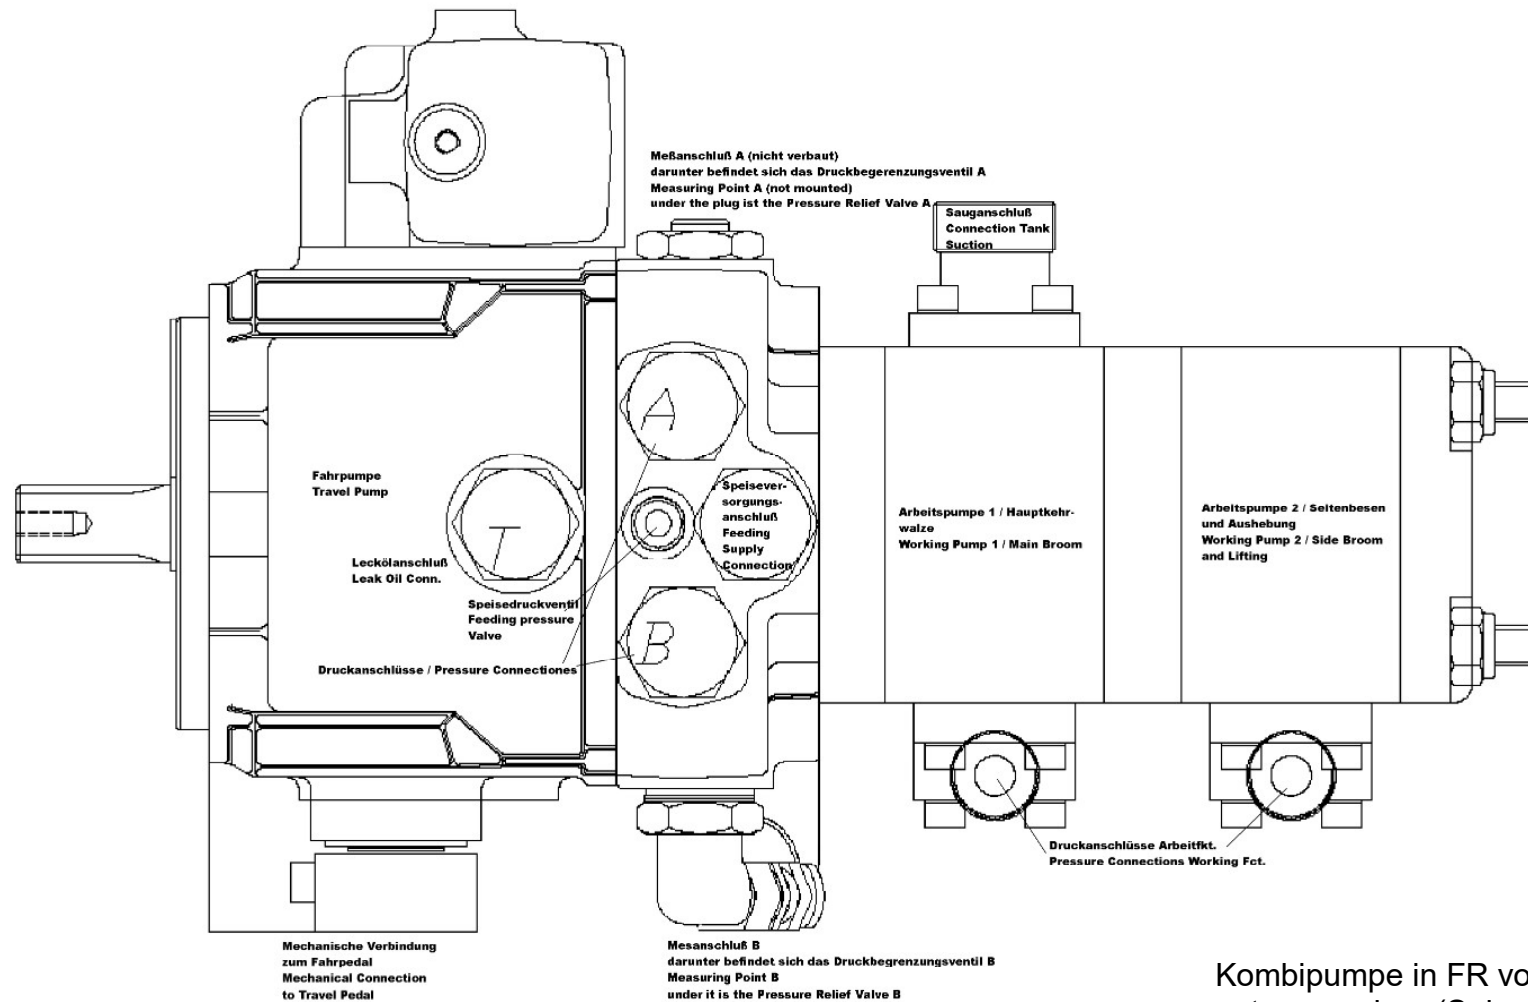 Meßanschluß A (nicht verbaut)
darunter befindet sich das Druckbegerenzungsventil A
Measuring Point A (not mounted)
under the plug ist the Pressure Relief Valve A
Sauganschluß
Connection Tank
Suction
A
Fahrpumpe
Travel Pump
T
Speisever-
sorgungs-
anschluß
Feeding
Supply
Connection
Arbeitspumpe 1 / Hauptkehr-
walze
Working Pump 1 / Main Broom
Arbeitspumpe 2 / Seitenbesen
und Aushebung
Working Pump 2 / Side Broom
and Lifting
Leckölanschluß
Leak Oil Conn.
Speisedruckventil
Feeding pressure
Valve
B
Druckanschlüsse / Pressure Connectiones
Druckanschlüsse Arbeitfkt.
Pressure Connections Working Fct.
Mechanische Verbindung
zum Fahrpedal
Mechanical Connection
to Travel Pedal
Mesanschluß B
darunter befindet sich das Druckbegrenzungsventil B
Measuring Point B
under it is the Pressure Relief Valve B
Kombipumpe in FR